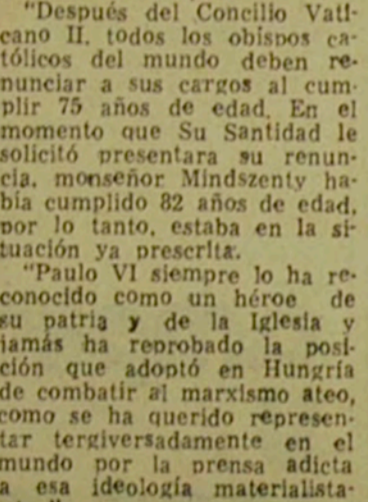 "Después del Concilio Vati-
cano II, todos los obispos ca-
tólicos del mundo deben re-
nunciar a sus cargos al cum-
plir 75 años de edad. En el
momento que Su Santidad le
solicitó presentara su renun-
cia, monseñor Mindszenty ha-
bía cumplido 82 años de edad,
por lo tanto, estaba en la si-
tuación ya prescrita.
"Paulo VI siempre lo ha re-
conocido como un héroe de
su patria y de la Iglesia y
jamás ha reprobado la posi-
ción que adoptó en Hungría
de combatir al marxismo ateo,
como se ha querido represen-
tar tergiversadamente en el
mundo por la prensa adicta
a esa ideología materialista-